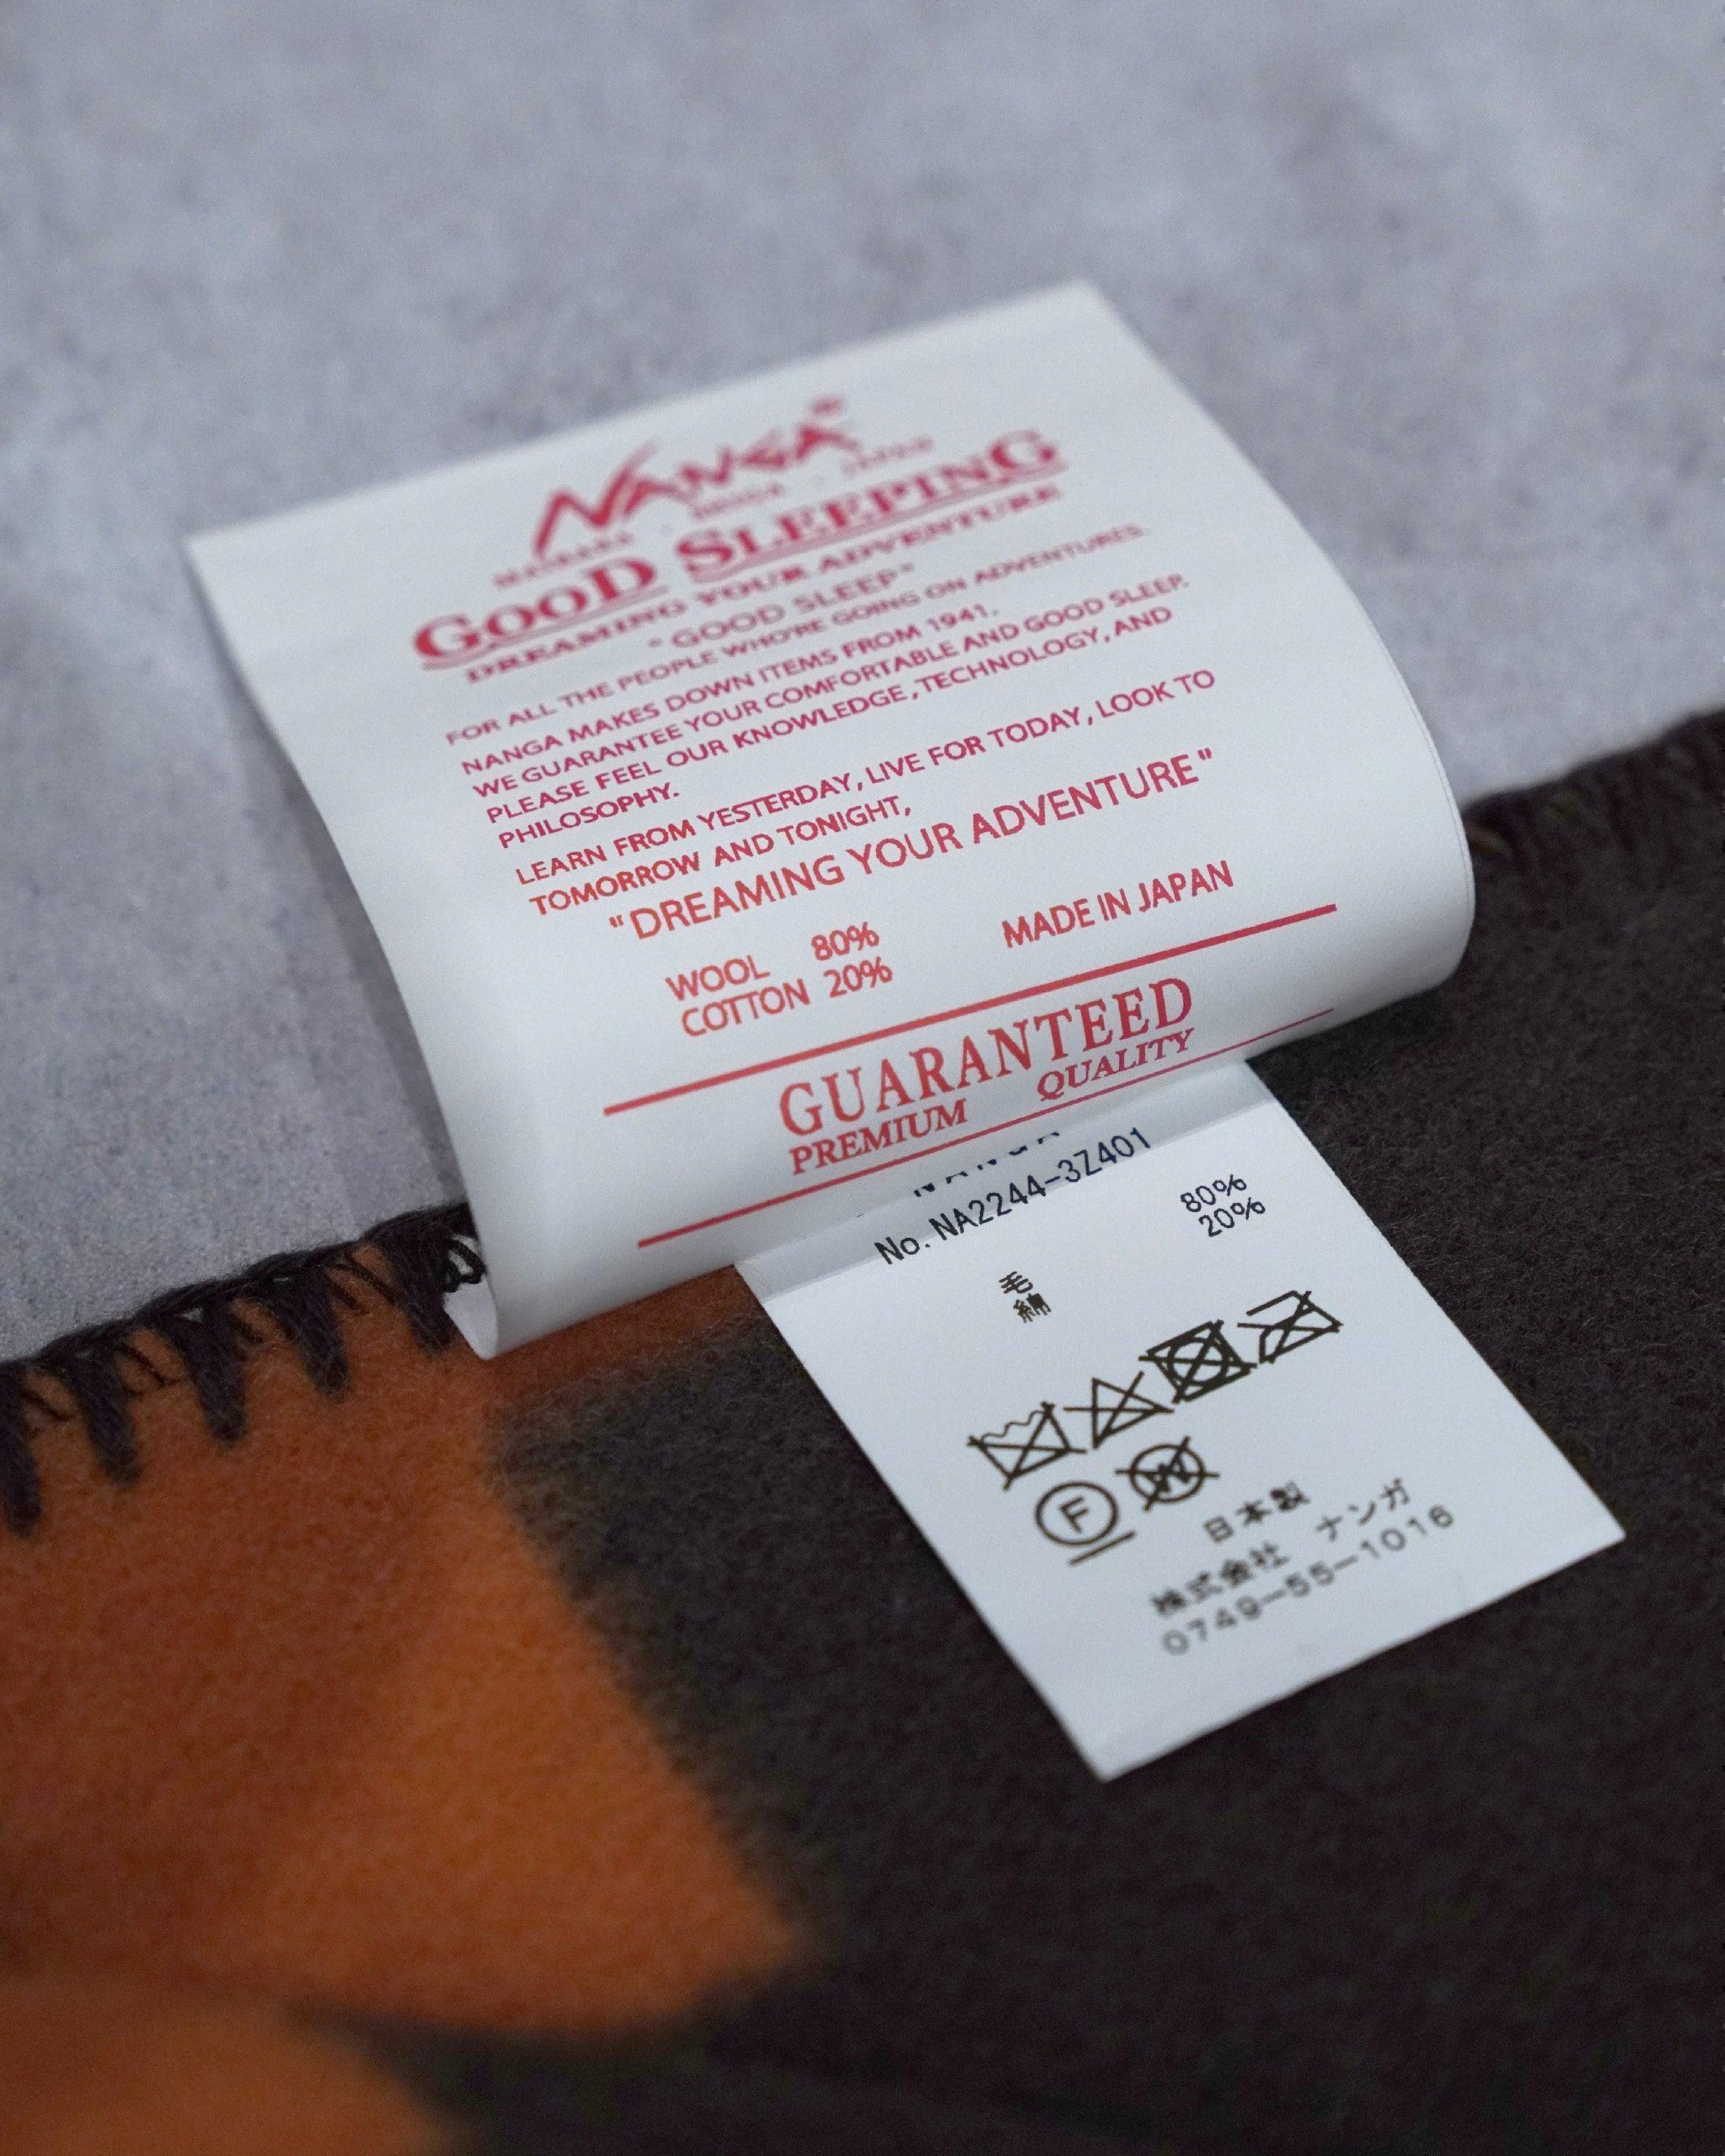 NANGA®
MAIBARA . SHIGA . JAPAN
GOOD SLEEPING
DREAMING YOUR ADVENTURE
"GOOD SLEEP"
FOR ALL THE PEOPLE WHO'RE GOING ON ADVENTURES.
NANGA MAKES DOWN ITEMS FROM 1941.
WE GUARANTEE YOUR COMFORTABLE AND GOOD SLEEP.
PLEASE FEEL OUR KNOWLEDGE, TECHNOLOGY, AND
PHILOSOPHY.
LEARN FROM YESTERDAY, LIVE FOR TODAY, LOOK TO
TOMORROW AND TONIGHT,
"DREAMING YOUR ADVENTURE"
WOOL 80%
COTTON 20%
MADE IN JAPAN
GUARANTEED
PREMIUM QUALITY
NANGA
No. NA2244-3Z401
毛 80%
綿 20%
F W
日本製
株式会社 ナンガ
0749-55-1016